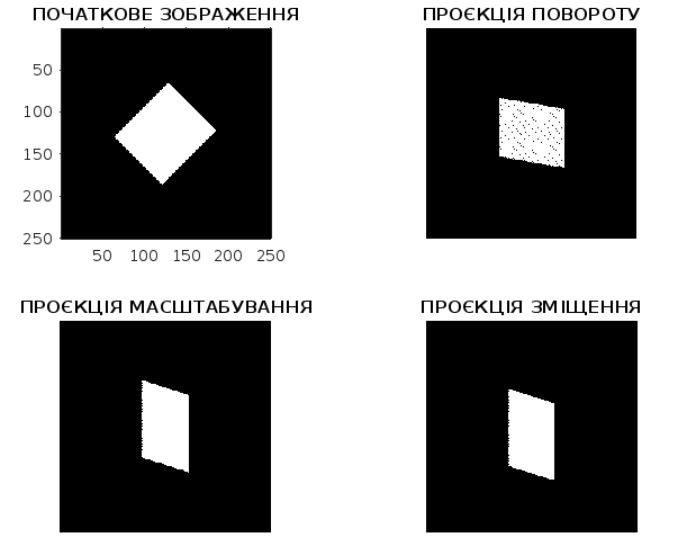 ПОЧАТКОВЕ ЗОБРАЖЕННЯ
ПРОЄКЦІЯ ПОВОРОТУ
50
100
150
200
250
50 100 150 200 250
ПРОЄКЦІЯ МАСШТАБУВАННЯ
ПРОЄКЦІЯ ЗМІЩЕННЯ